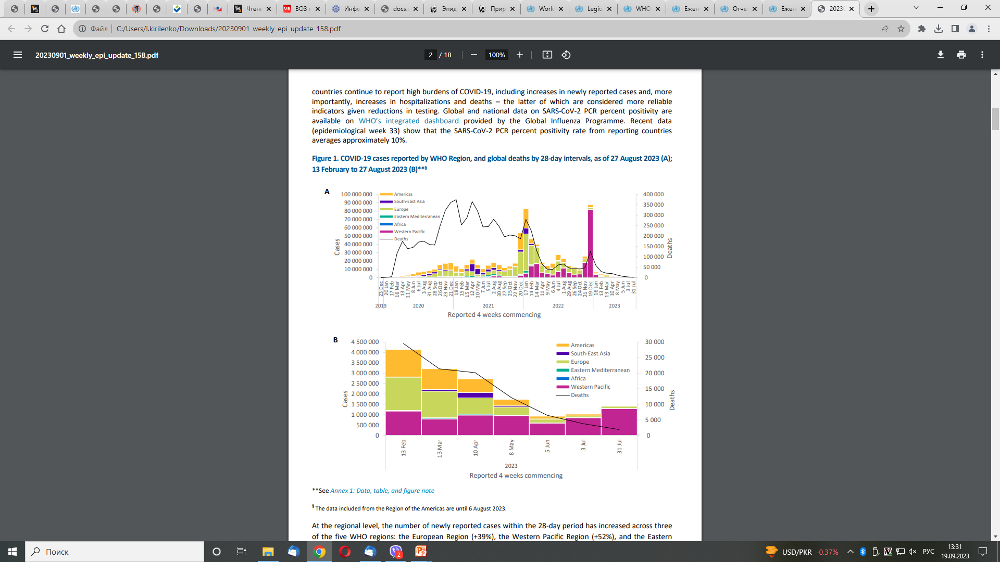 Чтени
ВОЗ г
Инфо
docs.
Эпид
Прир
World
Legio
WHO
Ежен
Отче
Ежен
2023
Файл C:/Users/l.kirilenko/Downloads/20230901_weekly_epi_update_158.pdf
20230901_weekly_epi_update_158.pdf 2 / 18 100%
countries continue to report high burdens of COVID-19, including increases in newly reported cases and, more
importantly, increases in hospitalizations and deaths – the latter of which are considered more reliable
indicators given reductions in testing. Global and national data on SARS-CoV-2 PCR percent positivity are
available on WHO’s integrated dashboard provided by the Global Influenza Programme. Recent data
(epidemiological week 33) show that the SARS-CoV-2 PCR percent positivity rate from reporting countries
averages approximately 10%.
Figure 1. COVID-19 cases reported by WHO Region, and global deaths by 28-day intervals, as of 27 August 2023 (A);
13 February to 27 August 2023 (B)**§
A
100 000 000
90 000 000
80 000 000
70 000 000
60 000 000
50 000 000
40 000 000
30 000 000
20 000 000
10 000 000
0
Cases
Americas
South-East Asia
Europe
Eastern Mediterranean
Africa
Western Pacific
Deaths
400 000
350 000
300 000
250 000
200 000
150 000
100 000
50 000
0
Deaths
23 Dec
20 Jan
17 Feb
16 Mar
13 Apr
11 May
8 Jun
6 Jul
3 Aug
31 Aug
28 Sep
26 Oct
23 Nov
21 Dec
18 Jan
15 Feb
15 Mar
12 Apr
10 May
7 Jun
5 Jul
2 Aug
30 Aug
27 Sep
25 Oct
22 Nov
20 Dec
17 Jan
14 Feb
14 Mar
11 Apr
9 May
6 Jun
4 Jul
1 Aug
29 Aug
26 Sep
24 Oct
21 Nov
19 Dec
16 Jan
13 Feb
13 Mar
10 Apr
8 May
5 Jun
3 Jul
31 Jul
2019 2020 2021 2022 2023
Reported 4 weeks commencing
B
4 500 000
4 000 000
3 500 000
3 000 000
2 500 000
2 000 000
1 500 000
1 000 000
500 000
0
Cases
Americas
South-East Asia
Europe
Eastern Mediterranean
Africa
Western Pacific
Deaths
30 000
25 000
20 000
15 000
10 000
5 000
0
Deaths
13 Feb
13 Mar
10 Apr
8 May
5 Jun
3 Jul
31 Jul
2023
Reported 4 weeks commencing
**See Annex 1: Data, table, and figure note
§ The data included from the Region of the Americas are until 6 August 2023.
At the regional level, the number of newly reported cases within the 28-day period has increased across three
of the five WHO regions: the European Region (+39%), the Western Pacific Region (+52%), and the Eastern
Поиск
2
USD/PKR -0.37%
РУС
13:31
19.09.2023